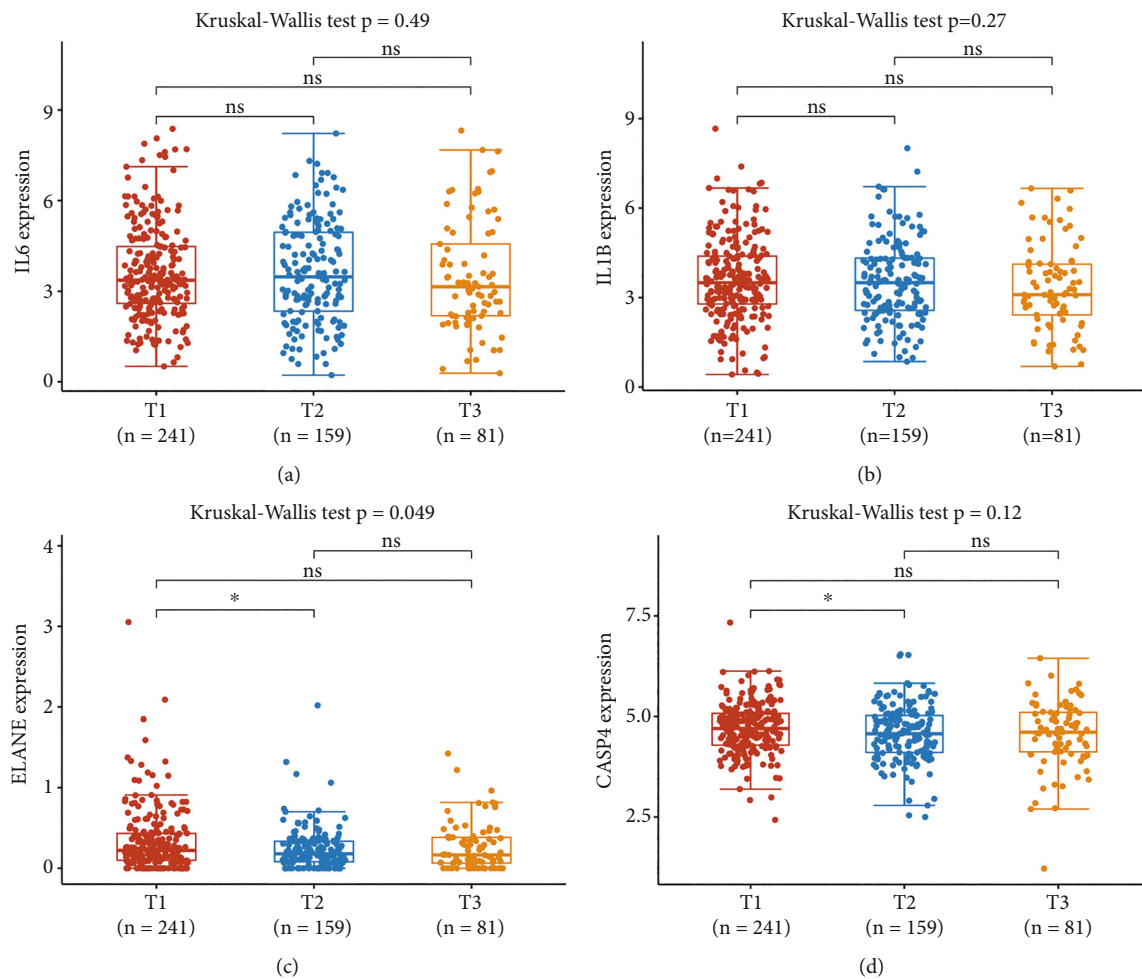 Kruskal-Wallis test p = 0.49
ns
ns
ns
9
6
3
0
IL6 expression
T1
(n = 241)
T2
(n = 159)
T3
(n = 81)
(a)
Kruskal-Wallis test p=0.27
ns
ns
ns
9
6
3
0
IL1B expression
T1
(n=241)
T2
(n=159)
T3
(n=81)
(b)
Kruskal-Wallis test p = 0.049
ns
ns
*
4
3
2
1
0
ELANE expression
T1
(n = 241)
T2
(n = 159)
T3
(n = 81)
(c)
Kruskal-Wallis test p = 0.12
ns
ns
*
7.5
5.0
2.5
CASP4 expression
T1
(n = 241)
T2
(n = 159)
T3
(n = 81)
(d)